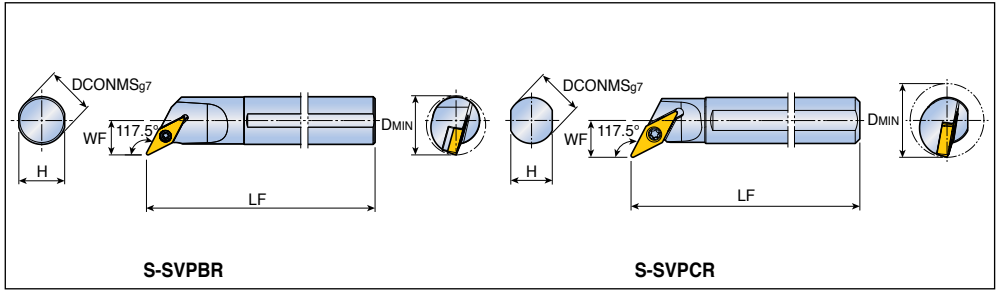 DCONMSg7
WF
117.5°
H
LF
DMIN
S-SVPBR
DCONMSg7
WF
117.5°
H
LF
DMIN
S-SVPCR